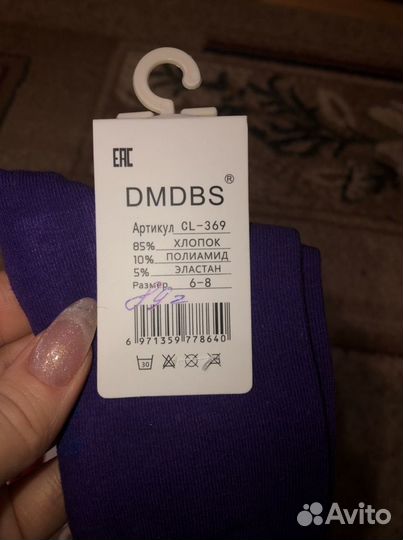 EAC
DMDBS®
Артикул CL-369
85% ХЛОПОК
10% ПОЛИАМИД
5% ЭЛАСТАН
Размер 6-8
6 971359 778640
30
Avito